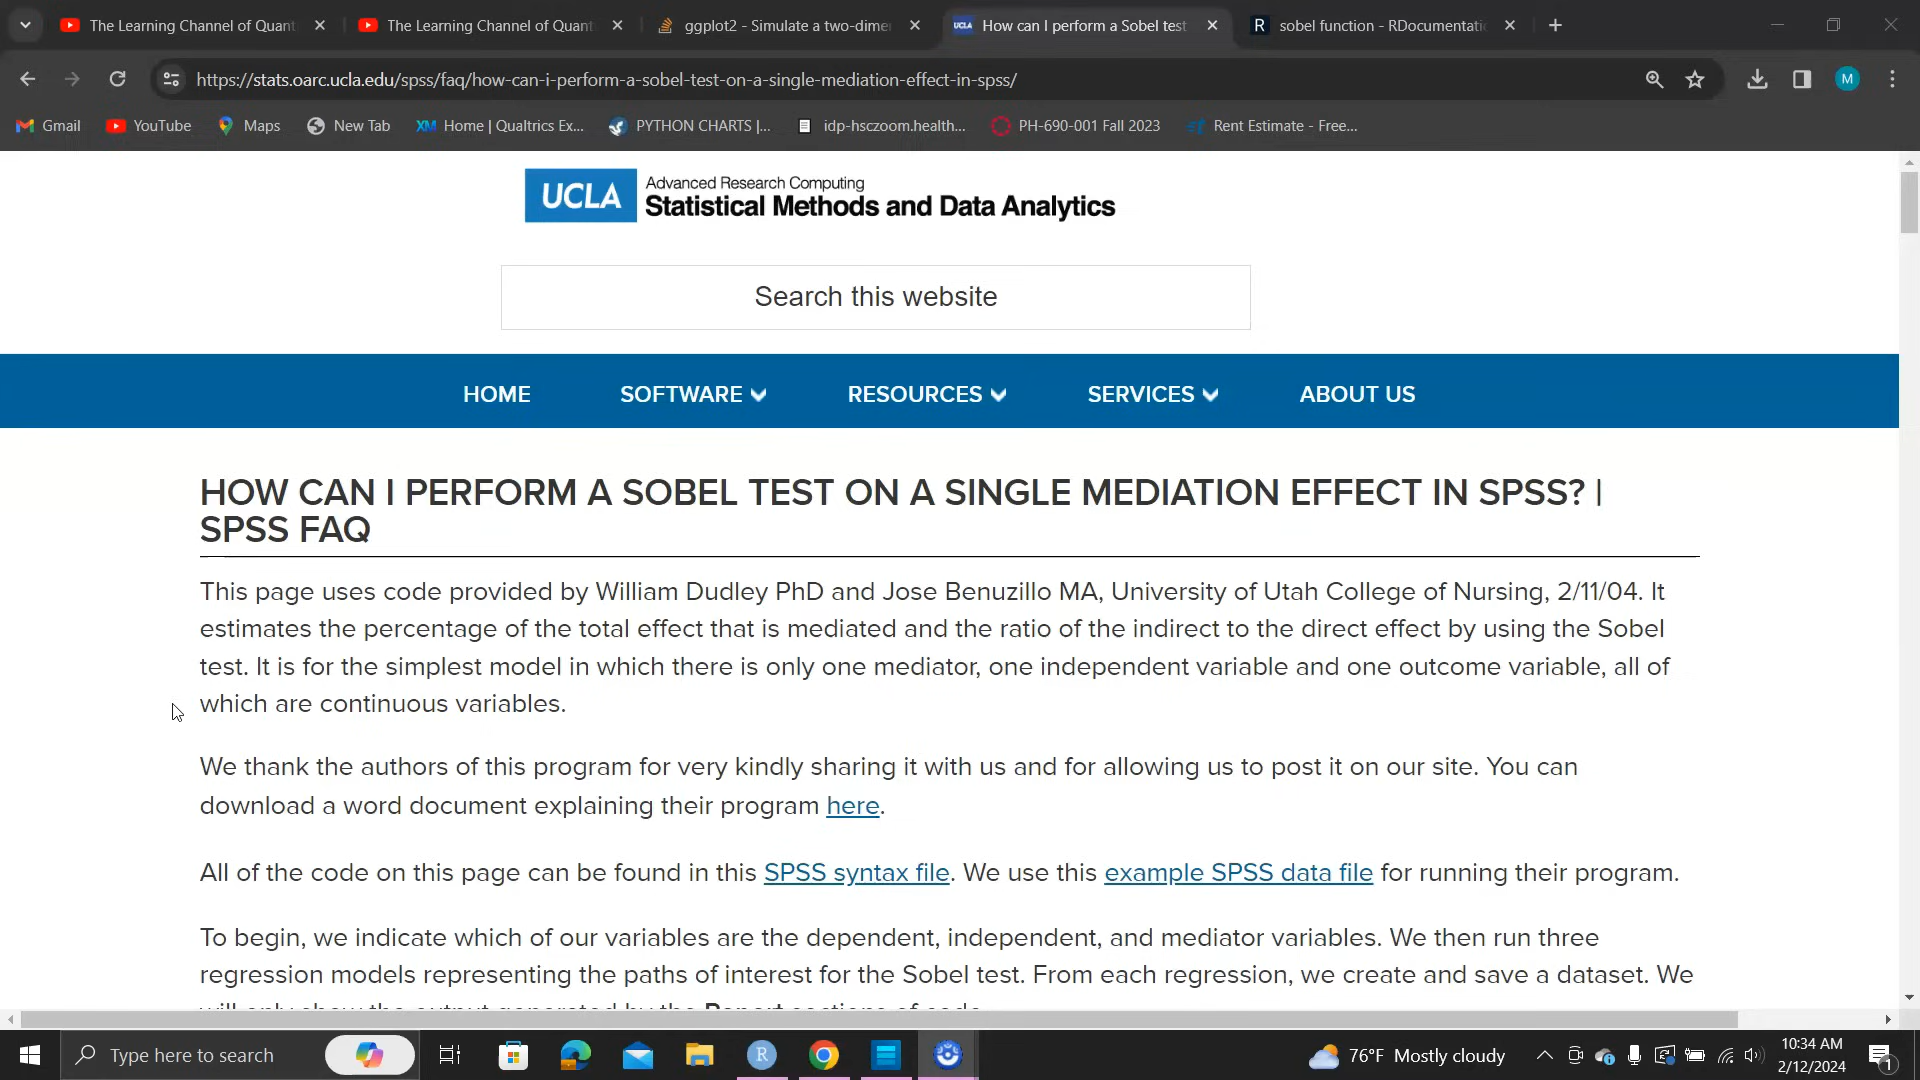 The Learning Channel of Quant
The Learning Channel of Quant
ggplot2 - Simulate a two-dime
How can I perform a Sobel test
sobel function - RDocumentati
https://stats.oarc.ucla.edu/spss/faq/how-can-i-perform-a-sobel-test-on-a-single-mediation-effect-in-spss/
M
Gmail
YouTube
Maps
New Tab
Home | Qualtrics Ex...
PYTHON CHARTS |...
idp-hsczoom.health...
PH-690-001 Fall 2023
Rent Estimate - Free...
UCLA
Advanced Research Computing
Statistical Methods and Data Analytics
Search this website
HOME
SOFTWARE
RESOURCES
SERVICES
ABOUT US
HOW CAN I PERFORM A SOBEL TEST ON A SINGLE MEDIATION EFFECT IN SPSS? |
SPSS FAQ
This page uses code provided by William Dudley PhD and Jose Benuzillo MA, University of Utah College of Nursing, 2/11/04. It
estimates the percentage of the total effect that is mediated and the ratio of the indirect to the direct effect by using the Sobel
test. It is for the simplest model in which there is only one mediator, one independent variable and one outcome variable, all of
which are continuous variables.
We thank the authors of this program for very kindly sharing it with us and for allowing us to post it on our site. You can
download a word document explaining their program here.
All of the code on this page can be found in this SPSS syntax file. We use this example SPSS data file for running their program.
To begin, we indicate which of our variables are the dependent, independent, and mediator variables. We then run three
regression models representing the paths of interest for the Sobel test. From each regression, we create and save a dataset. We
will only show the output generated by the Report sections of code.
Type here to search
76°F Mostly cloudy
10:34 AM
2/12/2024
1